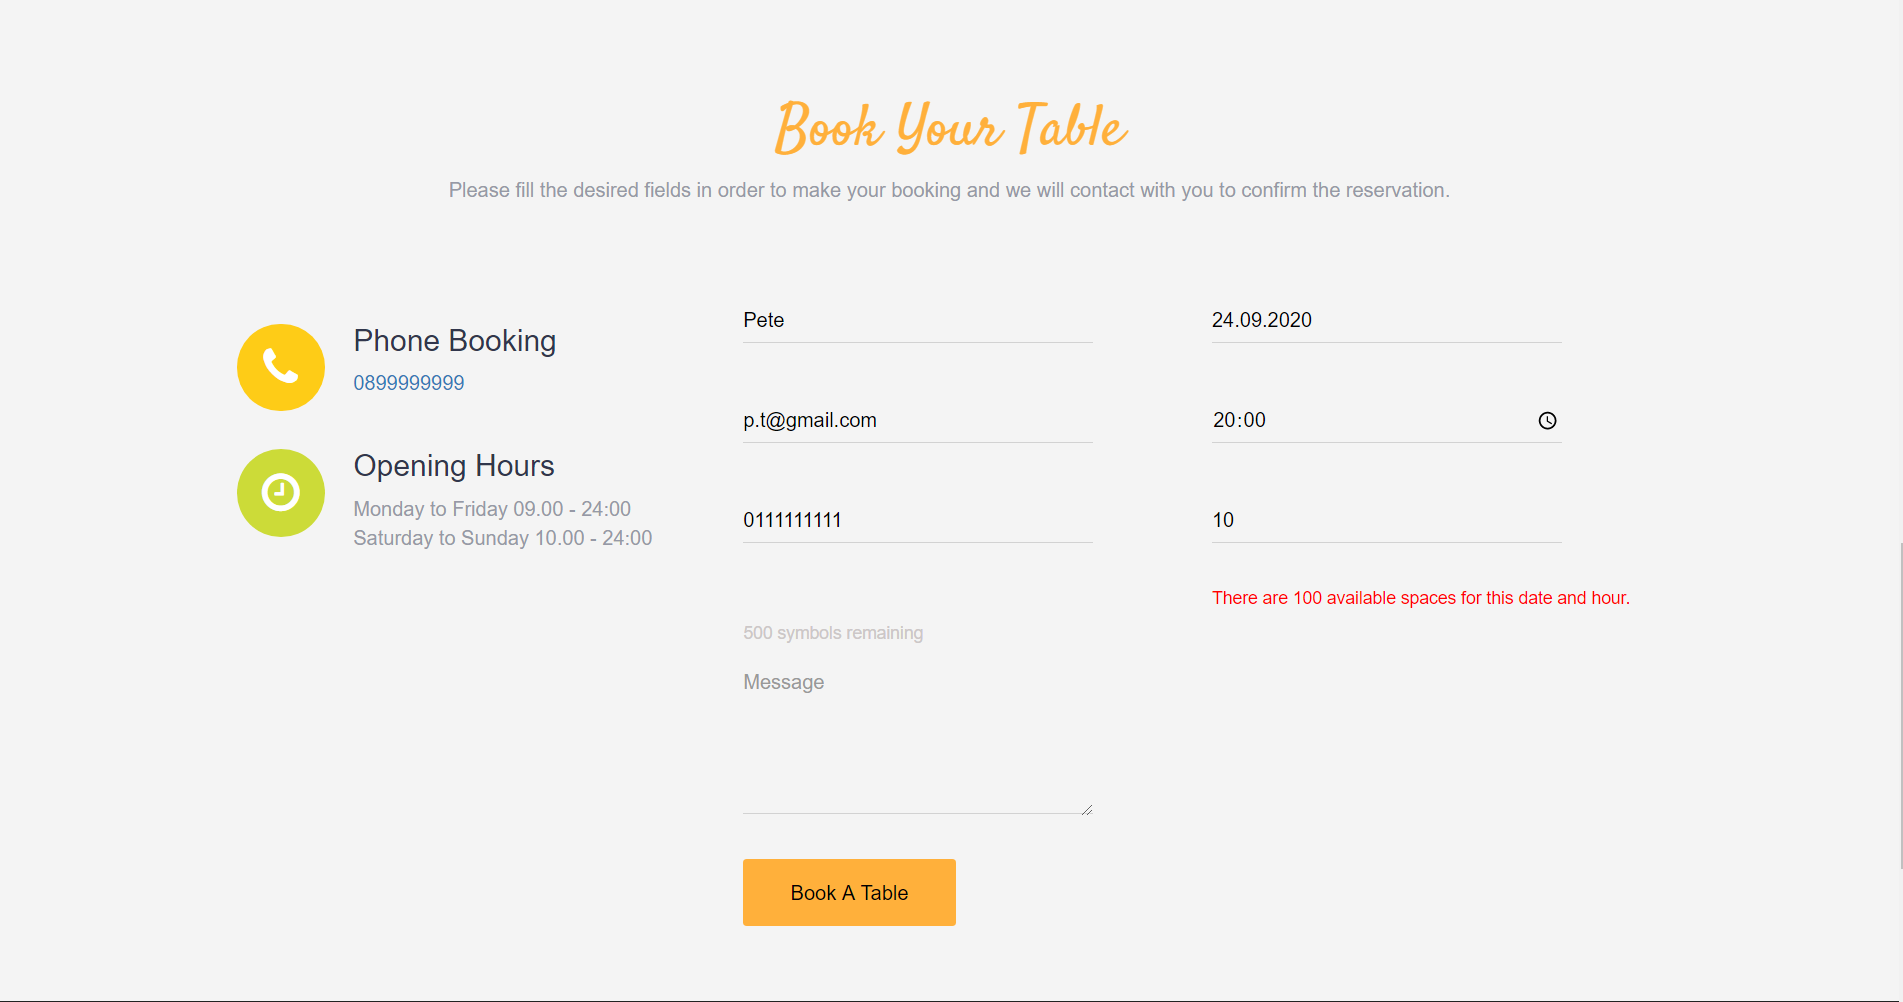 Book Your Table
Please fill the desired fields in order to make your booking and we will contact with you to confirm the reservation.
Phone Booking
0899999999
Opening Hours
Monday to Friday 09.00 - 24:00
Saturday to Sunday 10.00 - 24:00
Pete
24.09.2020
p.t@gmail.com
20:00
0111111111
10
There are 100 available spaces for this date and hour.
500 symbols remaining
Message
Book A Table